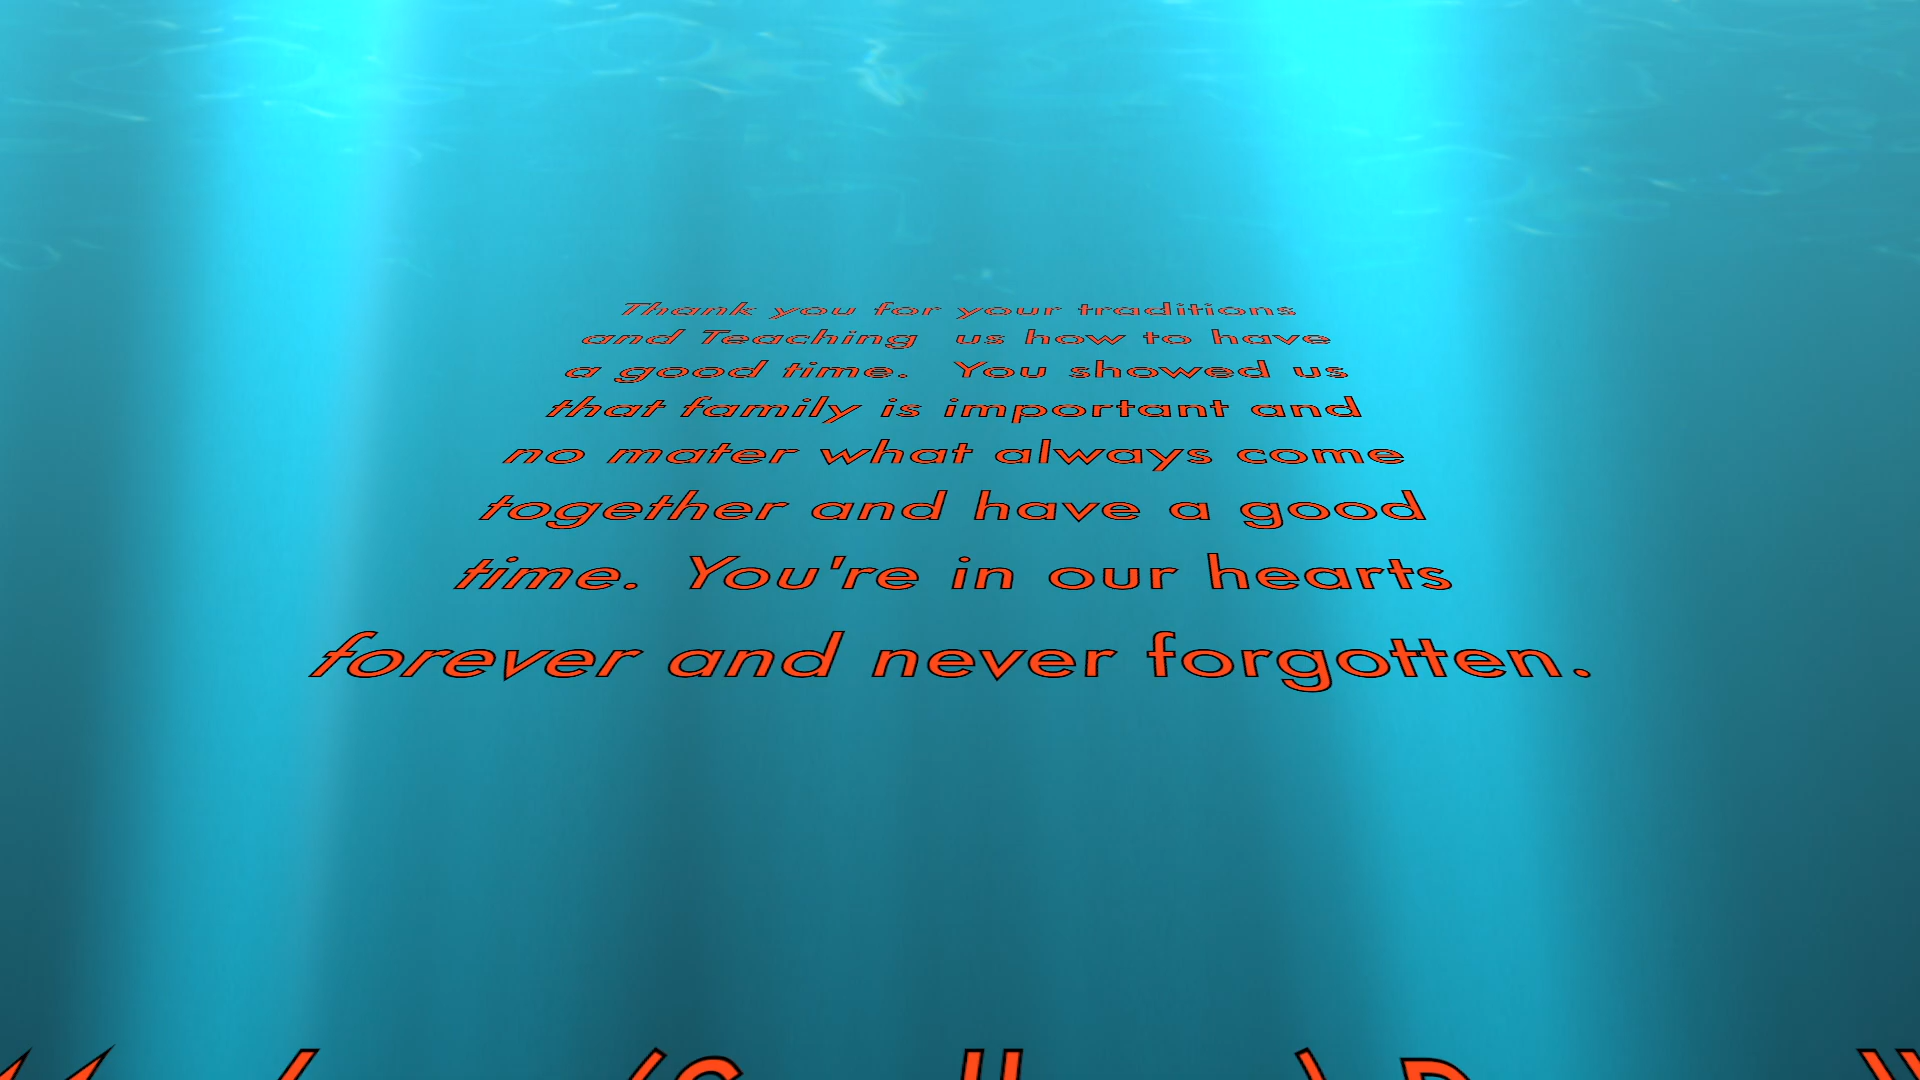 Thank you for your traditions
and Teaching us how to have
a good time. You showed us
that family is important and
no mater what always come
together and have a good
time. You're in our hearts
forever and never forgotten.